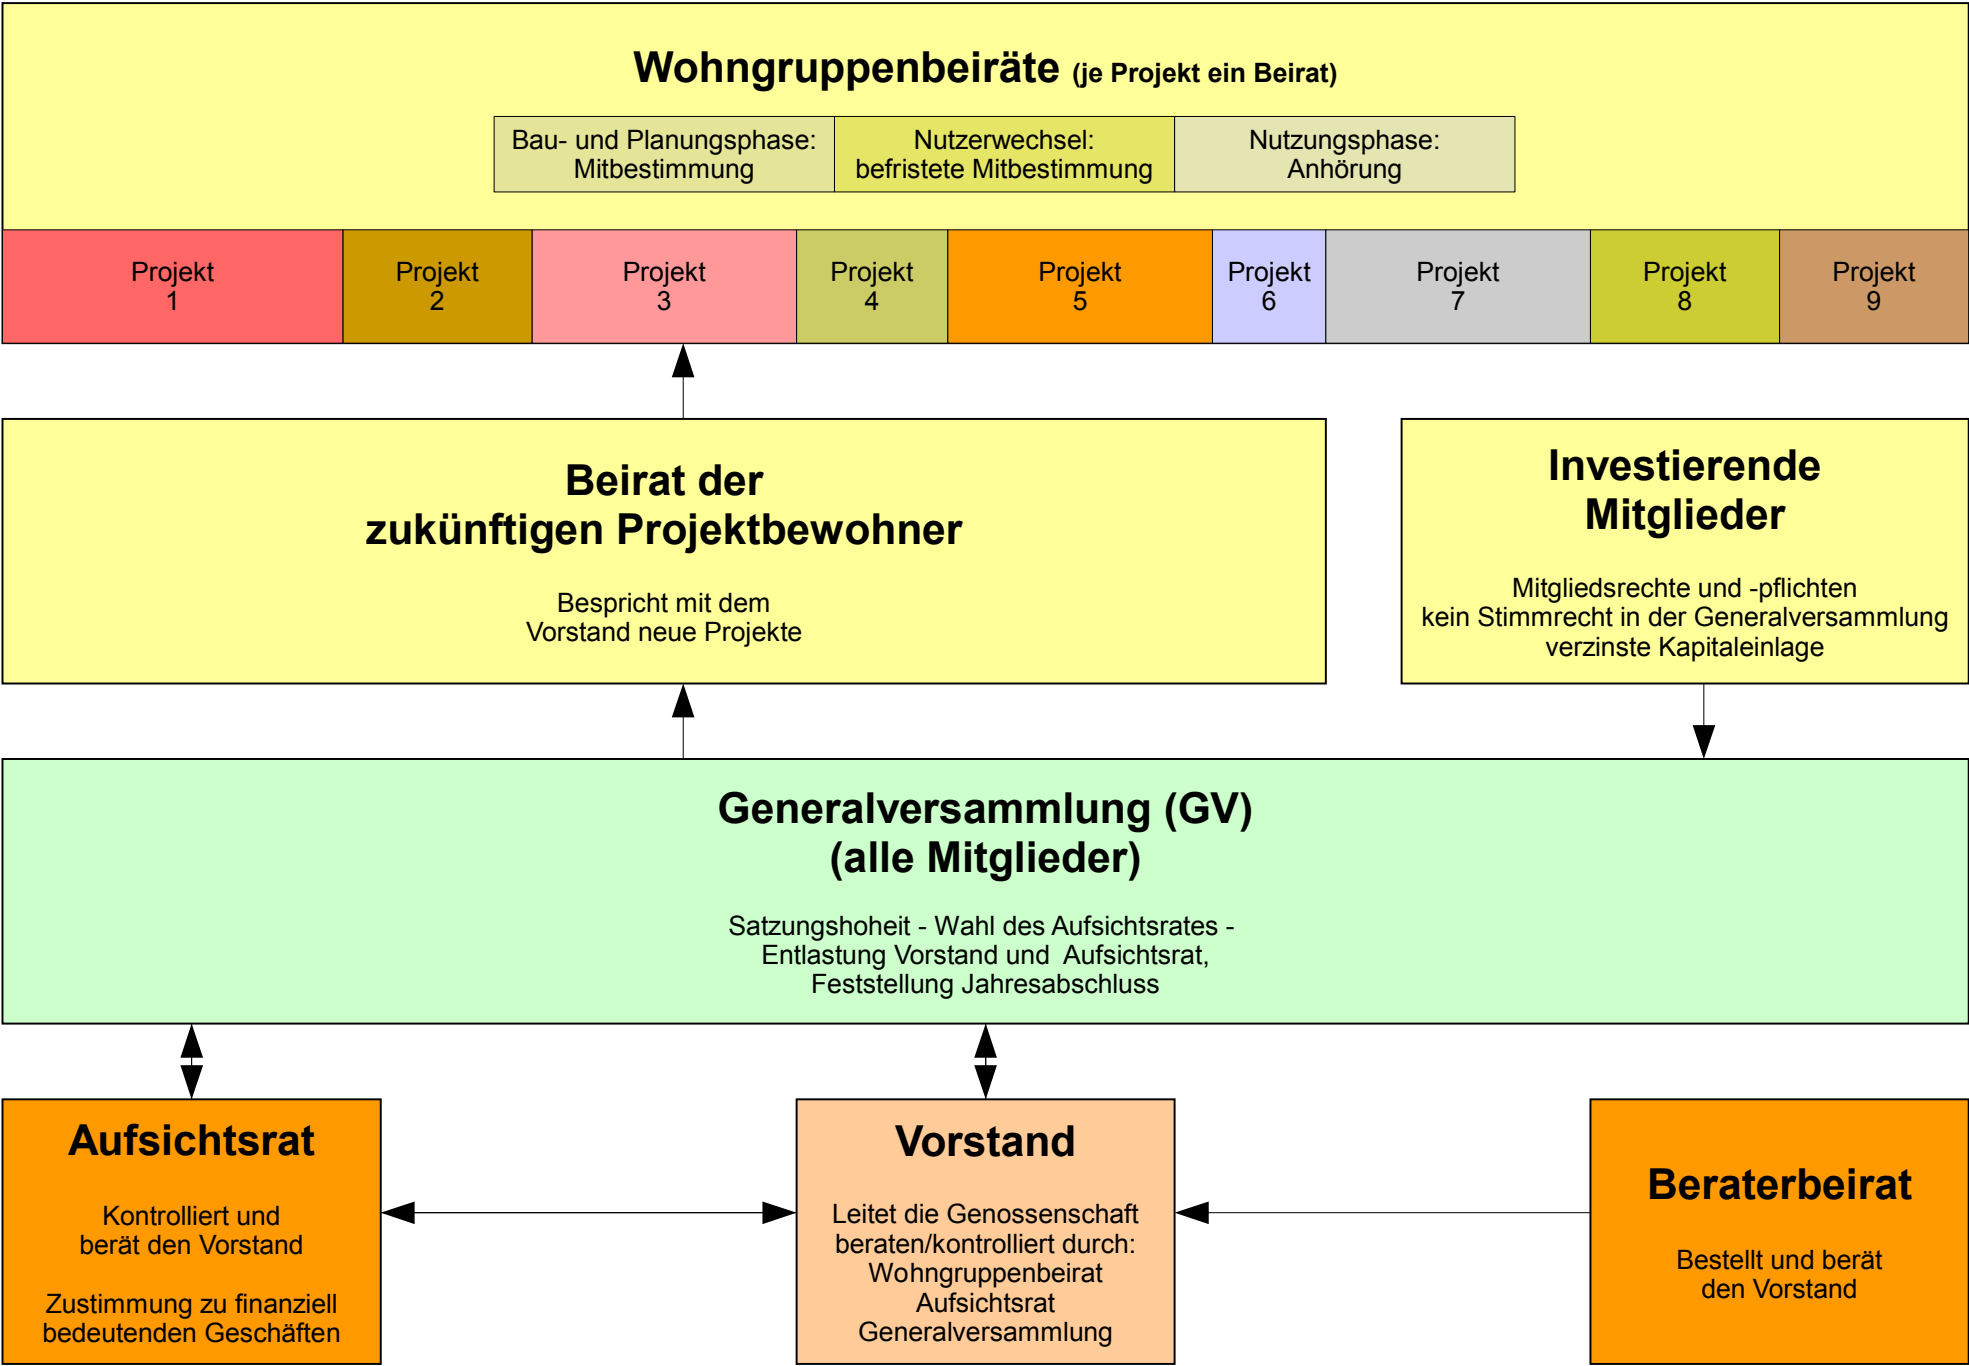 Wohngruppenbeiräte (je Projekt ein Beirat)
Bau- und Planungsphase:
Mitbestimmung
Nutzerwechsel:
befristete Mitbestimmung
Nutzungsphase:
Anhörung
Projekt
1
Projekt
2
Projekt
3
Projekt
4
Projekt
5
Projekt
6
Projekt
7
Projekt
8
Projekt
9
Beirat der
zukünftigen Projektbewohner
Bespricht mit dem
Vorstand neue Projekte
Investierende
Mitglieder
Mitgliedsrechte und -pflichten
kein Stimmrecht in der Generalversammlung
verzinste Kapitaleinlage
Generalversammlung (GV)
(alle Mitglieder)
Satzungshoheit - Wahl des Aufsichtsrates -
Entlastung Vorstand und Aufsichtsrat,
Feststellung Jahresabschluss
Aufsichtsrat
Kontrolliert und
berät den Vorstand
Zustimmung zu finanziell
bedeutenden Geschäften
Vorstand
Leitet die Genossenschaft
beraten/kontrolliert durch:
Wohngruppenbeirat
Aufsichtsrat
Generalversammlung
Beraterbeirat
Bestellt und berät
den Vorstand